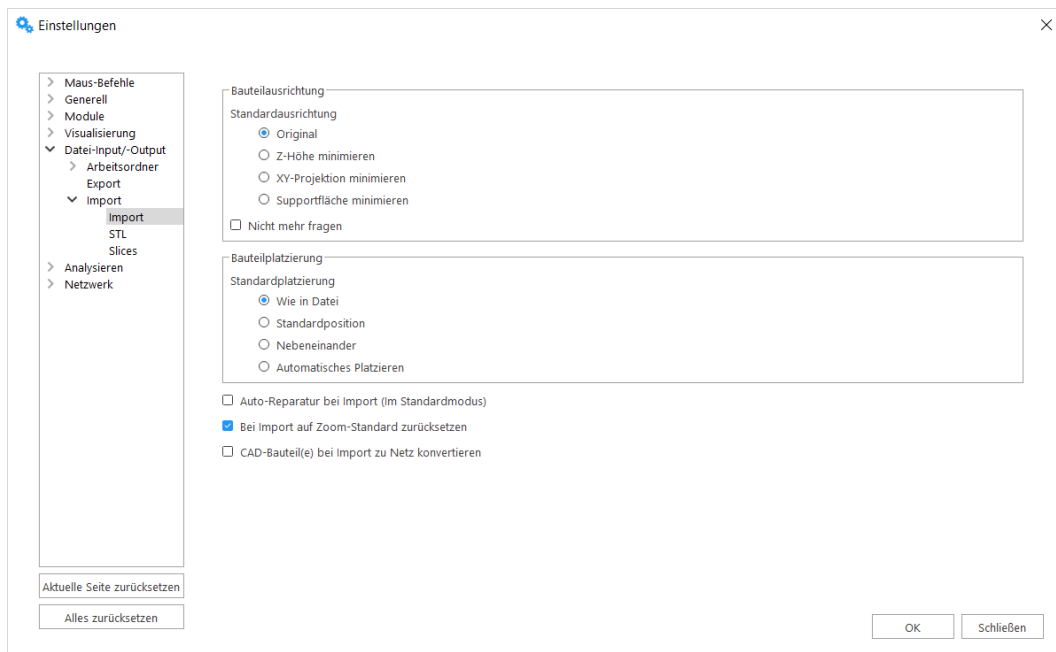 Einstellungen
Maus-Befehle
Generell
Module
Visualisierung
Datei-Input/-Output
Arbeitsordner
Export
Import
Import
STL
Slices
Analysieren
Netzwerk
Aktuelle Seite zurücksetzen
Alles zurücksetzen
Bauteilausrichtung
Standardausrichtung
Original
Z-Höhe minimieren
XY-Projektion minimieren
Supportfläche minimieren
Nicht mehr fragen
Bauteilplatzierung
Standardplatzierung
Wie in Datei
Standardposition
Nebeneinander
Automatisches Platzieren
Auto-Reparatur bei Import (Im Standardmodus)
Bei Import auf Zoom-Standard zurücksetzen
CAD-Bauteil(e) bei Import zu Netz konvertieren
OK
Schließen